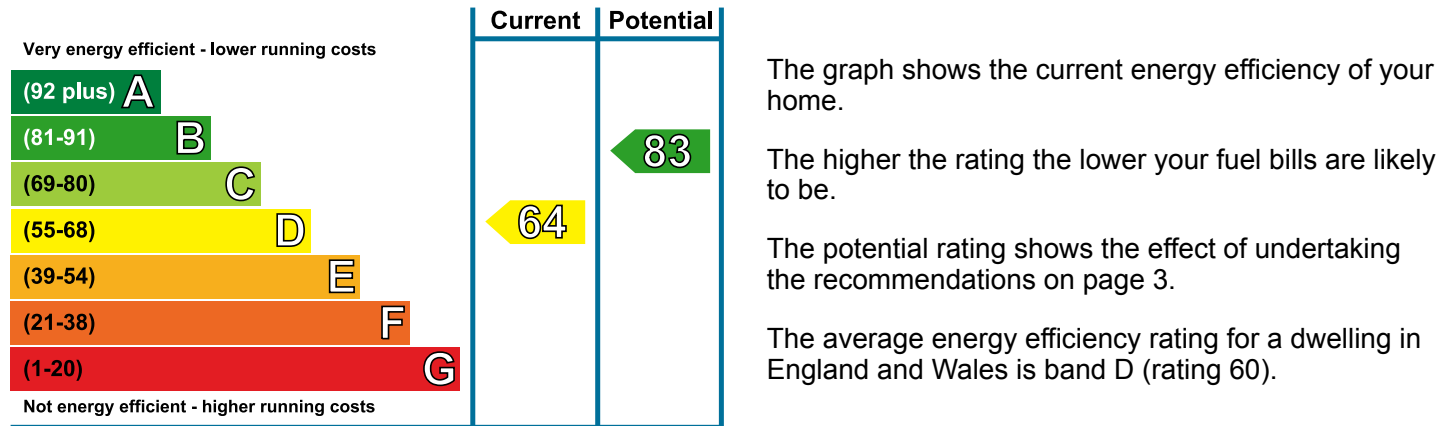 Current Potential
Very energy efficient - lower running costs
(92 plus) A
(81-91) B
(69-80) C
(55-68) D
(39-54) E
(21-38) F
(1-20) G
Not energy efficient - higher running costs
64
83
The graph shows the current energy efficiency of your
home.
The higher the rating the lower your fuel bills are likely
to be.
The potential rating shows the effect of undertaking
the recommendations on page 3.
The average energy efficiency rating for a dwelling in
England and Wales is band D (rating 60).